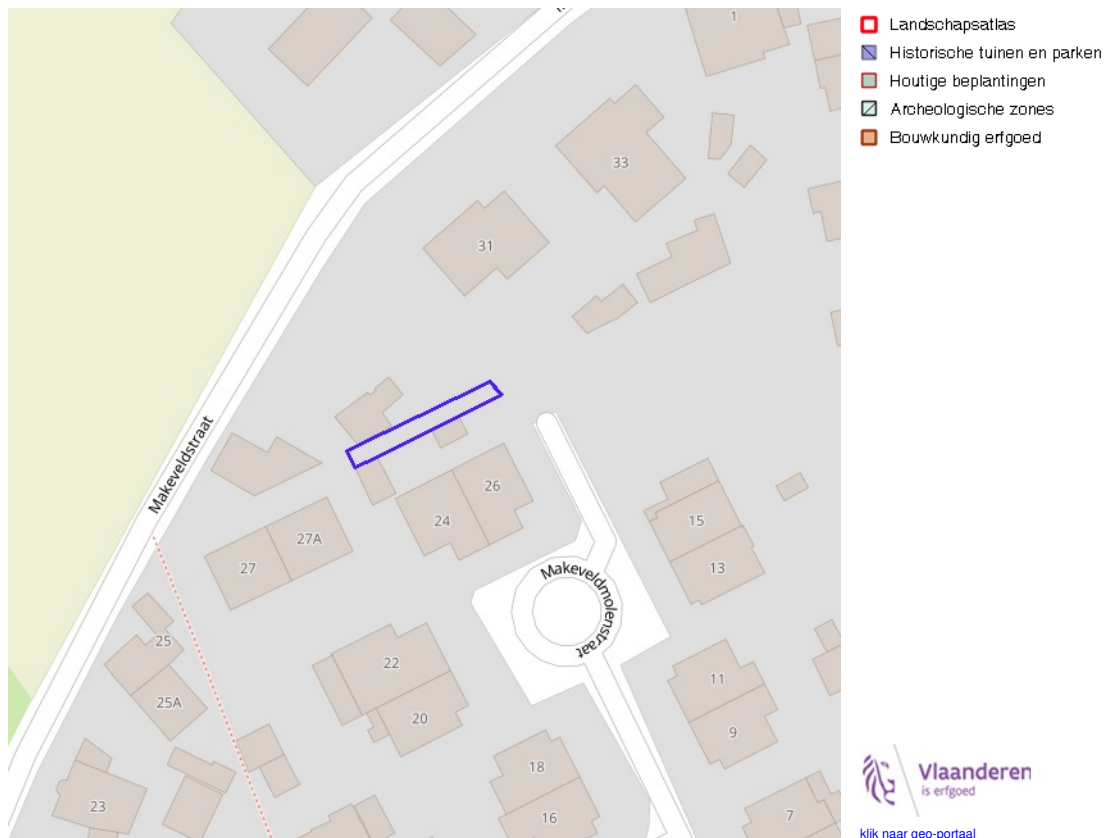 1
Landschapsatlas
Historische tuinen en parken
Houtige beplantingen
Archeologische zones
Bouwkundig erfgoed
33
31
Makeveldstraat
26
24
27A
27
15
13
Makeveldmolenstraat
25
25A
22
20
11
9
18
16
23
7
Vlaanderen
is erfgoed
klik naar geo-portaal